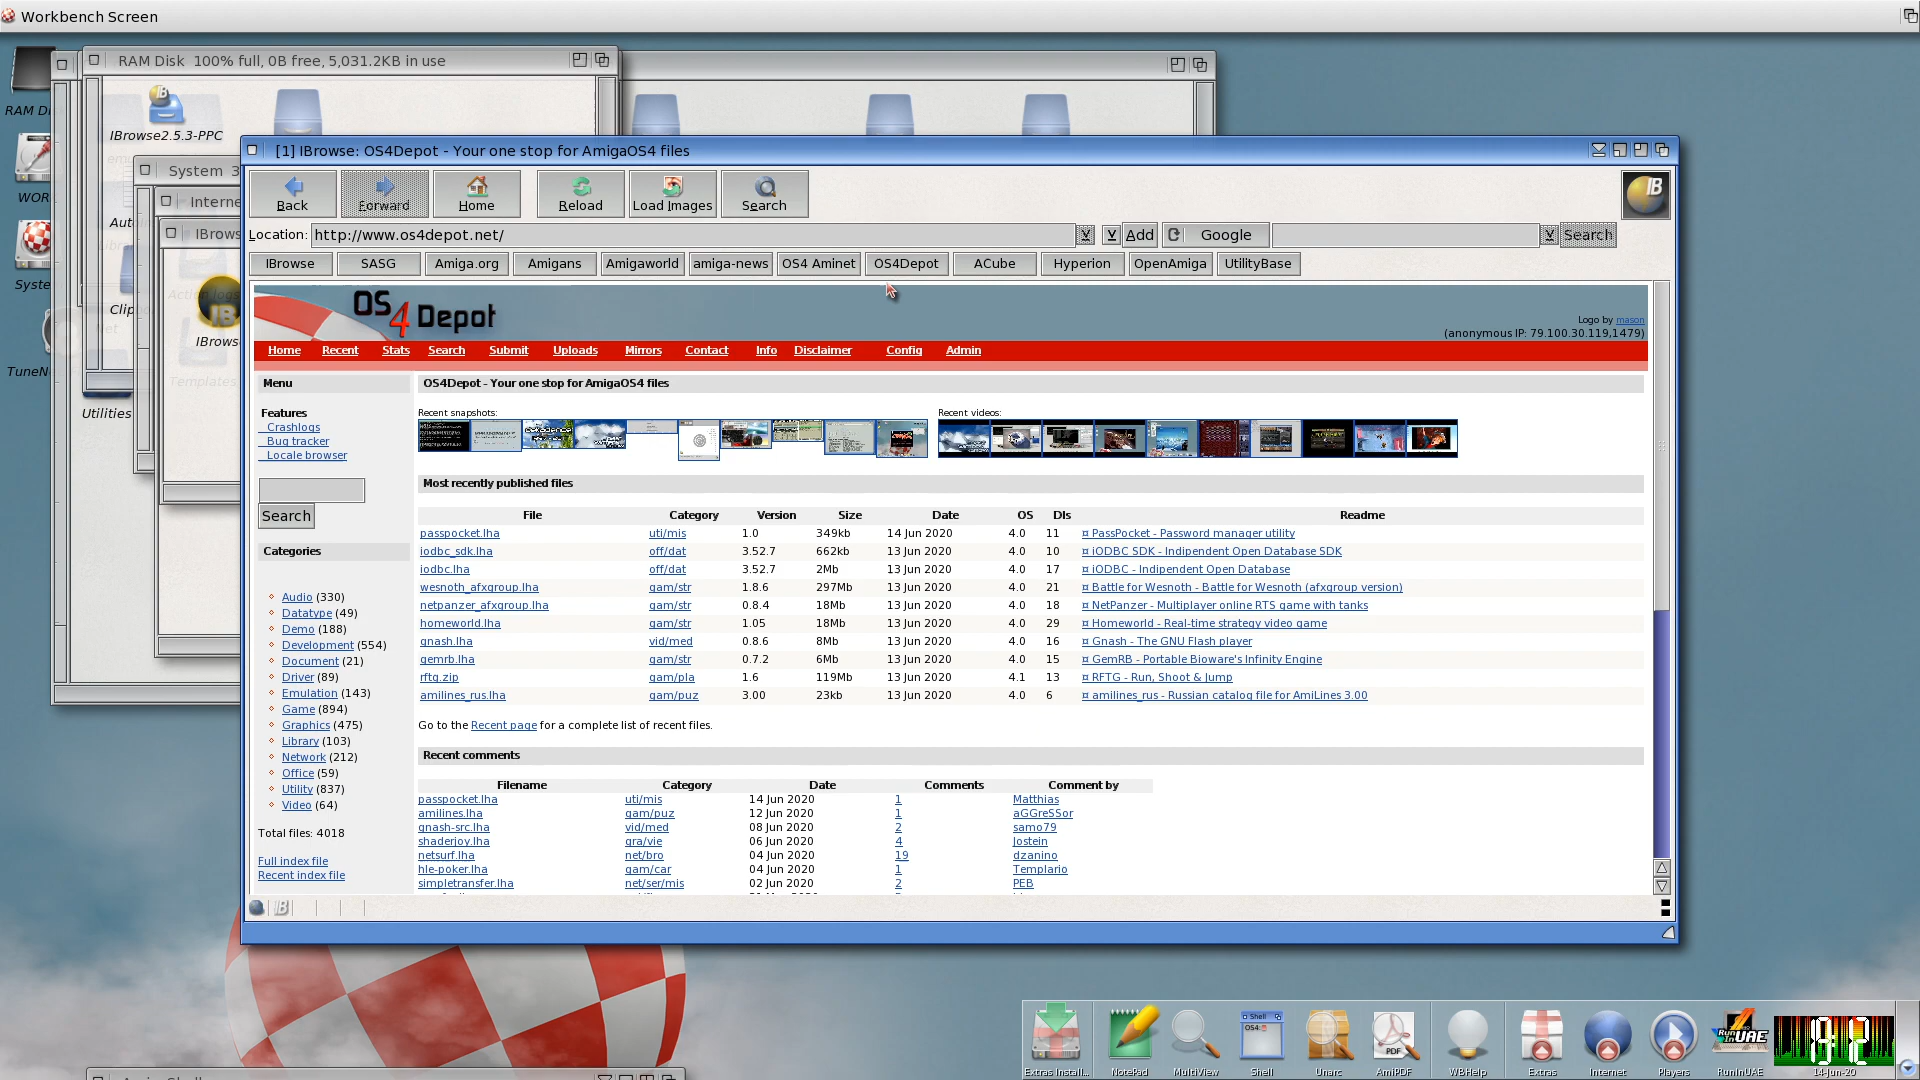 Workbench Screen
RAM Disk  100% full, 0B free, 5,031.2KB in use
IBrowse2.5.3-PPC
System  3
Interne
IBrows
IBrows
Utilities
[1] IBrowse: OS4Depot - Your one stop for AmigaOS4 files
Back Forward Home Reload Load Images Search
Location: http://www.os4depot.net/ Add Google Search
IBrowse SASG Amiga.org Amigans Amigaworld amiga-news OS4 Aminet OS4Depot ACube Hyperion OpenAmiga UtilityBase
OS4 Depot
Logo by mason
(anonymous IP: 79.100.30.119,1479)
Home Recent Stats Search Submit Uploads Mirrors Contact Info Disclaimer Config Admin
Menu
Features
Crashlogs
Bug tracker
Locale browser
Search
Categories
Audio (330)
Datatype (49)
Demo (188)
Development (554)
Document (21)
Driver (89)
Emulation (143)
Game (894)
Graphics (475)
Library (103)
Network (212)
Office (59)
Utility (837)
Video (64)
Total files: 4018
Full index file
Recent index file
OS4Depot - Your one stop for AmigaOS4 files
Recent snapshots: Recent videos:
Most recently published files
File Category Version Size Date OS Dls Readme
passpocket.lha uti/mis 1.0 349kb 14 Jun 2020 4.0 11 ¤ PassPocket - Password manager utility
iodbc_sdk.lha off/dat 3.52.7 662kb 13 Jun 2020 4.0 10 ¤ iODBC SDK - Indipendent Open Database SDK
iodbc.lha off/dat 3.52.7 2Mb 13 Jun 2020 4.0 17 ¤ iODBC - Indipendent Open Database
wesnoth_afxgroup.lha gam/str 1.8.6 297Mb 13 Jun 2020 4.0 21 ¤ Battle for Wesnoth - Battle for Wesnoth (afxgroup version)
netpanzer_afxgroup.lha gam/str 0.8.4 18Mb 13 Jun 2020 4.0 18 ¤ NetPanzer - Multiplayer online RTS game with tanks
homeworld.lha gam/str 1.05 18Mb 13 Jun 2020 4.0 29 ¤ Homeworld - Real-time strategy video game
gnash.lha vid/med 0.8.6 8Mb 13 Jun 2020 4.0 16 ¤ Gnash - The GNU Flash player
gemrb.lha gam/str 0.7.2 6Mb 13 Jun 2020 4.0 15 ¤ GemRB - Portable Bioware's Infinity Engine
rftg.zip gam/pla 1.6 119Mb 13 Jun 2020 4.1 13 ¤ RFTG - Run, Shoot & Jump
amilines_rus.lha gam/puz 3.00 23kb 13 Jun 2020 4.0 6 ¤ amilines_rus - Russian catalog file for AmiLines 3.00
Go to the Recent page for a complete list of recent files.
Recent comments
Filename Category Date Comments Comment by
passpocket.lha uti/mis 14 Jun 2020 1 Matthias
amilines.lha gam/puz 12 Jun 2020 1 aGGreSSor
gnash-src.lha vid/med 08 Jun 2020 2 samo79
shaderjoy.lha gra/vie 06 Jun 2020 4 Jostein
netsurf.lha net/bro 04 Jun 2020 19 dzanino
hle-poker.lha gam/car 04 Jun 2020 1 Templario
simpletransfer.lha net/ser/mis 02 Jun 2020 2 PEB
Extras Install... NotePad MultiView Shell Unarc AmiPDF WBHelp Extras Internet Players RunInUAE 14-Jun-20